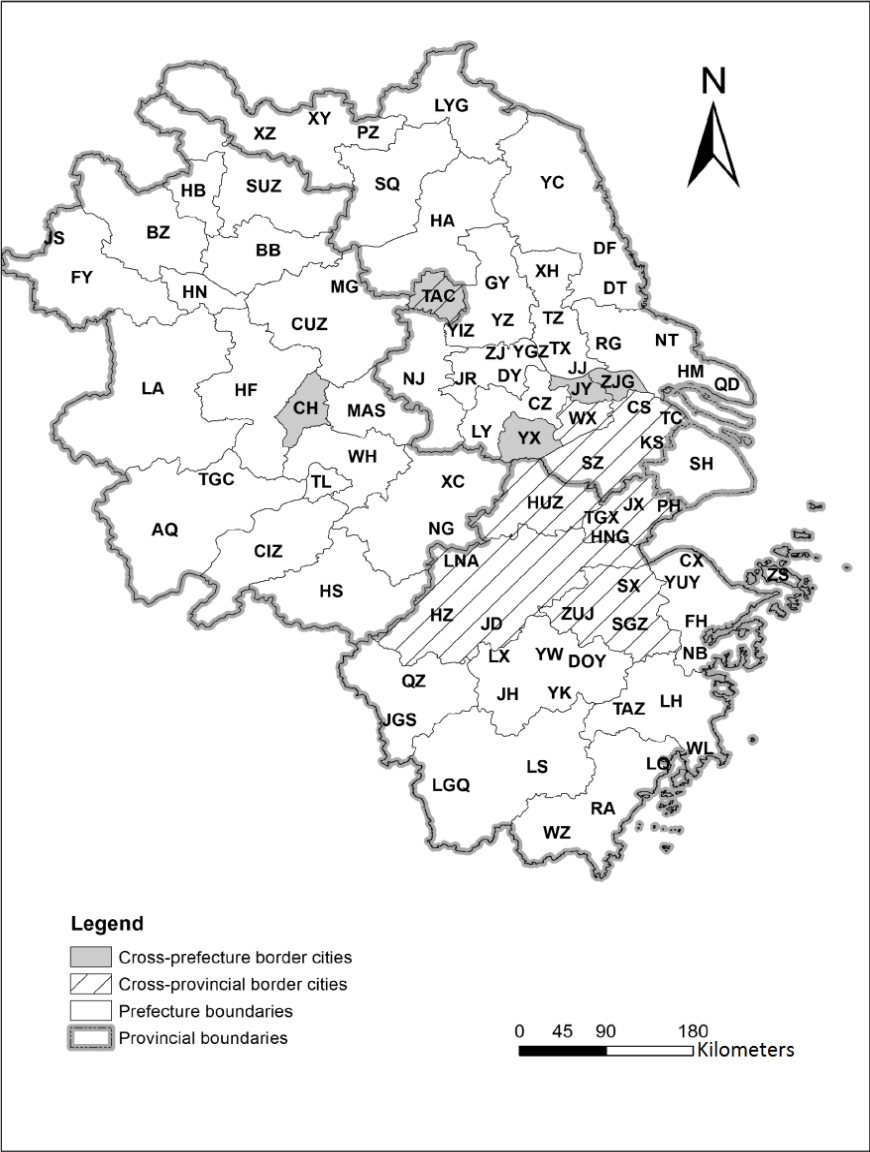 N
LYG
XY
XZ
PZ
HB
SUZ
SQ
YC
HA
JS
BZ
BB
DF
FY
HN
MG
TAC
GY
XH
DT
CUZ
YIZ
YZ
TZ
ZJ
YGZ
TX
RG
NT
LA
HF
NJ
JR
DY
JJ
HM
QD
JY
ZJG
CH
MAS
CZ
WX
CS
TC
LY
YX
KS
WH
SZ
SH
TGC
TL
XC
HUZ
JX
PH
TGX
AQ
NG
HNG
CIZ
LNA
CX
ZS
HS
SX
YUY
HZ
JD
ZUJ
SGZ
FH
LX
YW
DOY
NB
QZ
JH
YK
TAZ
LH
JGS
WL
LGQ
LS
LQ
RA
WZ
Legend
Cross-prefecture border cities
Cross-provincial border cities
Prefecture boundaries
Provincial boundaries
0 45 90 180
Kilometers